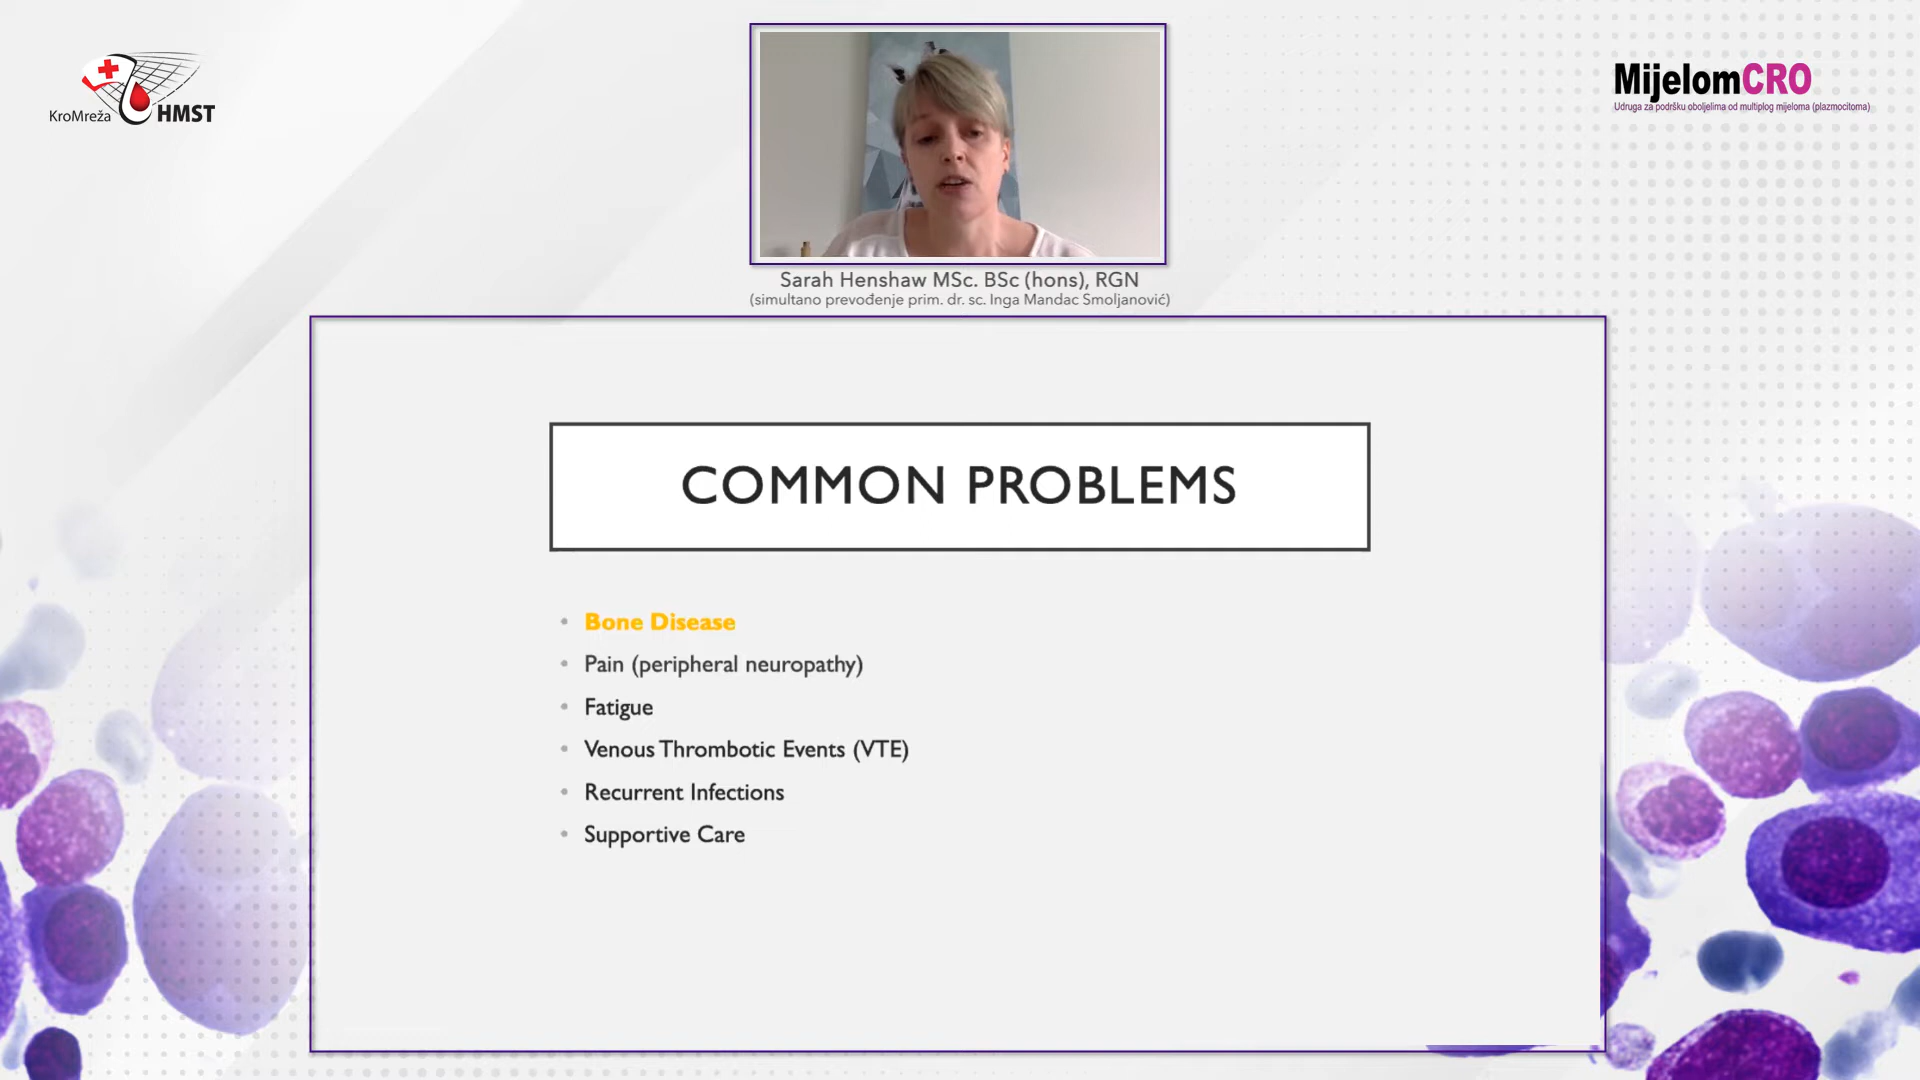 KroMreža HMST
MijelomCRO
Udruga za podršku oboljelima od multiplog mijeloma (plazmocitoma)
Sarah Henshaw MSc. BSc (hons), RGN
(simultano prevođenje prim. dr. sc. Inga Mandac Smoljanović)
COMMON PROBLEMS
• Bone Disease
• Pain (peripheral neuropathy)
• Fatigue
• Venous Thrombotic Events (VTE)
• Recurrent Infections
• Supportive Care